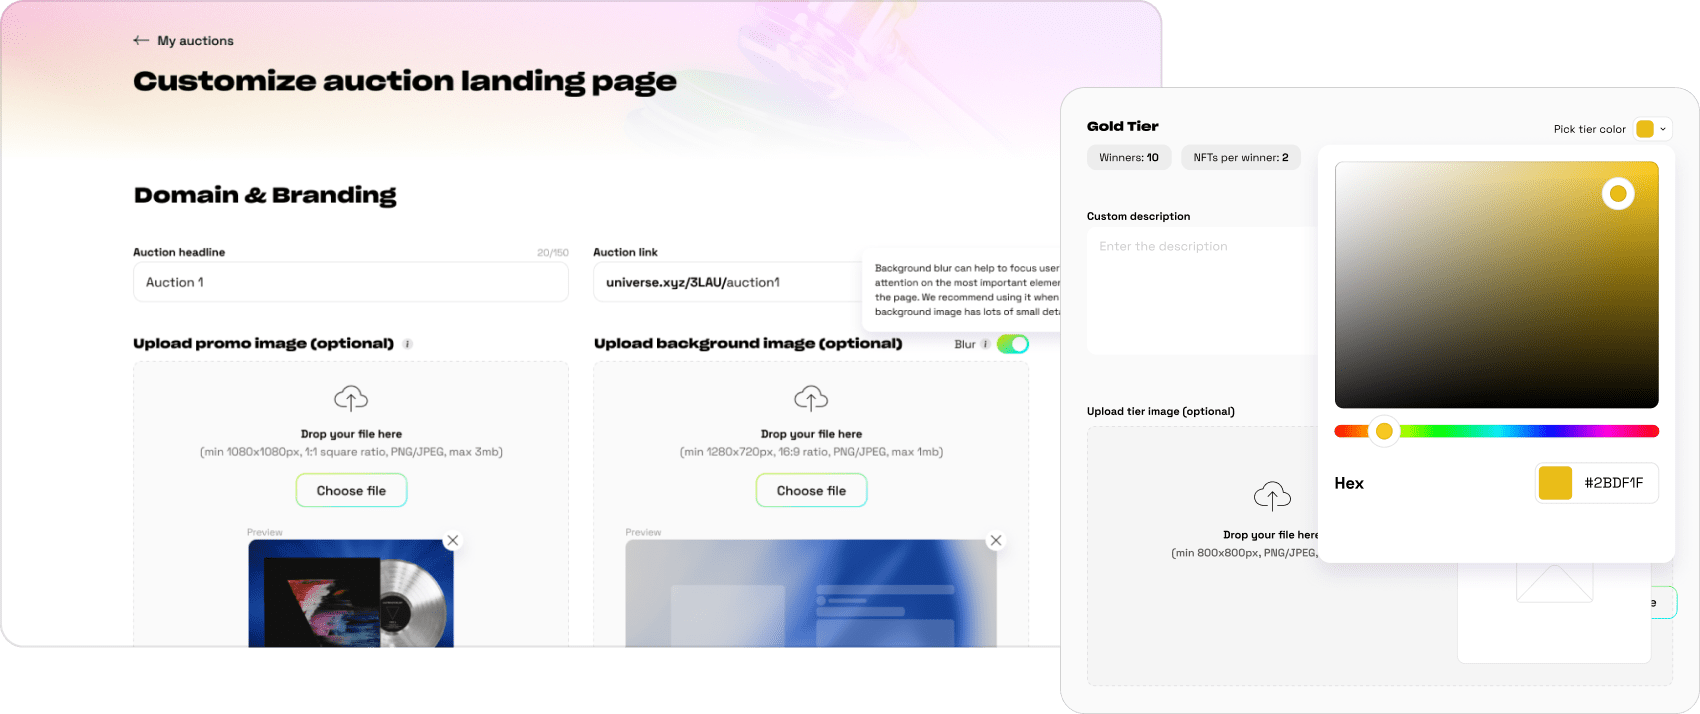 My auctions
Customize auction landing page
Domain & Branding
Auction headline
20/150
Auction 1
Auction link
universe.xyz/3LAU/auction1
Background blur can help to focus user
attention on the most important
the page. We recommend using it when
background image has lots of small
Upload promo image (optional) i
Upload background image (optional)
Blur i
Drop your file here
(min 1080x1080px, 1:1 square ratio, PNG/JPEG, max 3mb)
Choose file
Preview
Drop your file here
(min 1280x720px, 16:9 ratio, PNG/JPEG, max 1mb)
Choose file
Preview
Gold Tier
Pick tier color
Winners: 10
NFTs per winner: 2
Custom description
Enter the description
Upload tier image (optional)
Drop your file here
(min 800x800px, PNG/JPEG,
Hex
#2BDF1F
e